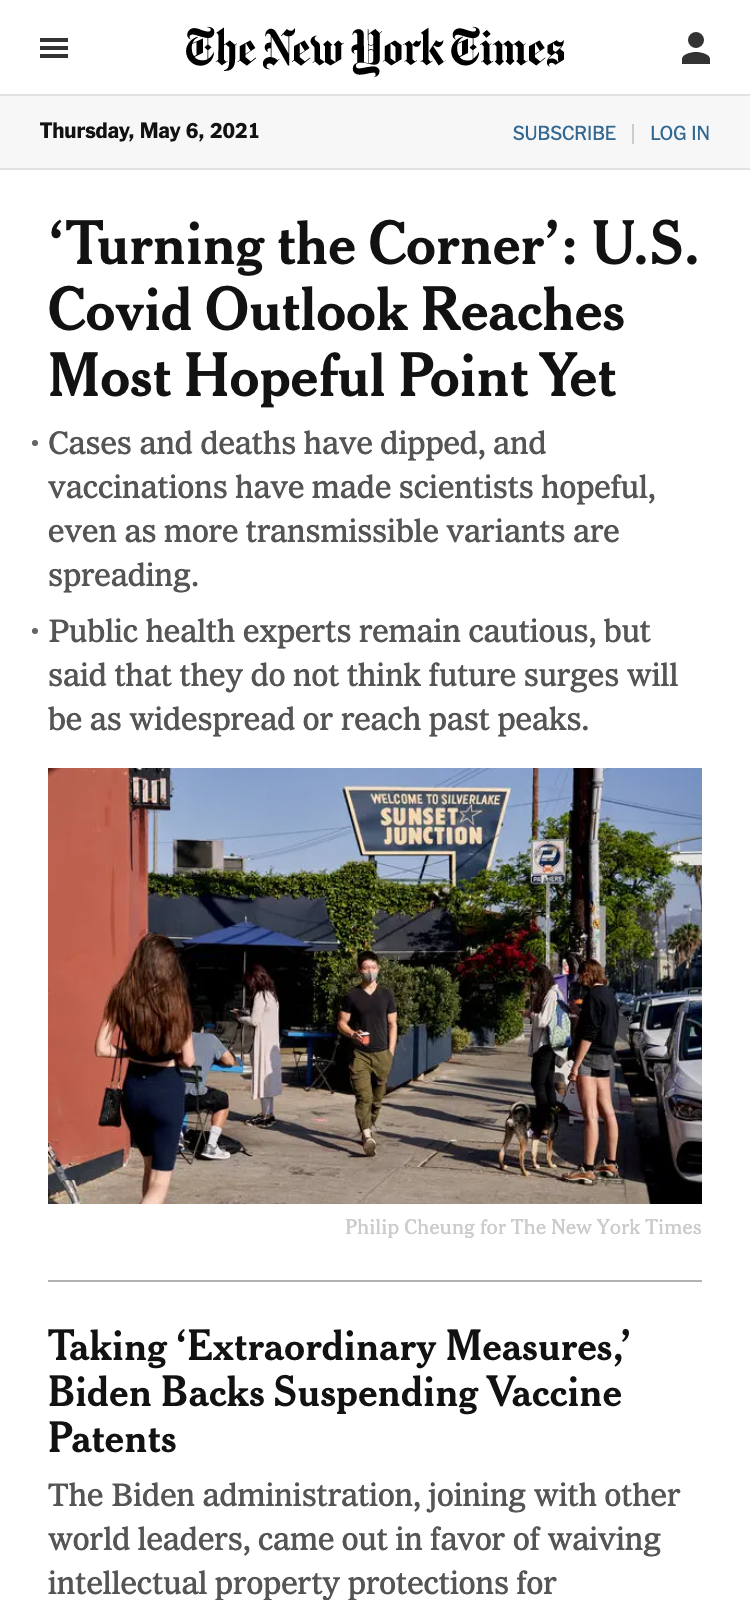 The New York Times
Thursday, May 6, 2021
SUBSCRIBE | LOG IN
‘Turning the Corner’: U.S.
Covid Outlook Reaches
Most Hopeful Point Yet
• Cases and deaths have dipped, and
vaccinations have made scientists hopeful,
even as more transmissible variants are
spreading.
• Public health experts remain cautious, but
said that they do not think future surges will
be as widespread or reach past peaks.
WELCOME TO SILVERLAKE
SUNSET
JUNCTION
P
PAY HERE
Philip Cheung for The New York Times
Taking ‘Extraordinary Measures,’
Biden Backs Suspending Vaccine
Patents
The Biden administration, joining with other
world leaders, came out in favor of waiving
intellectual property protections for